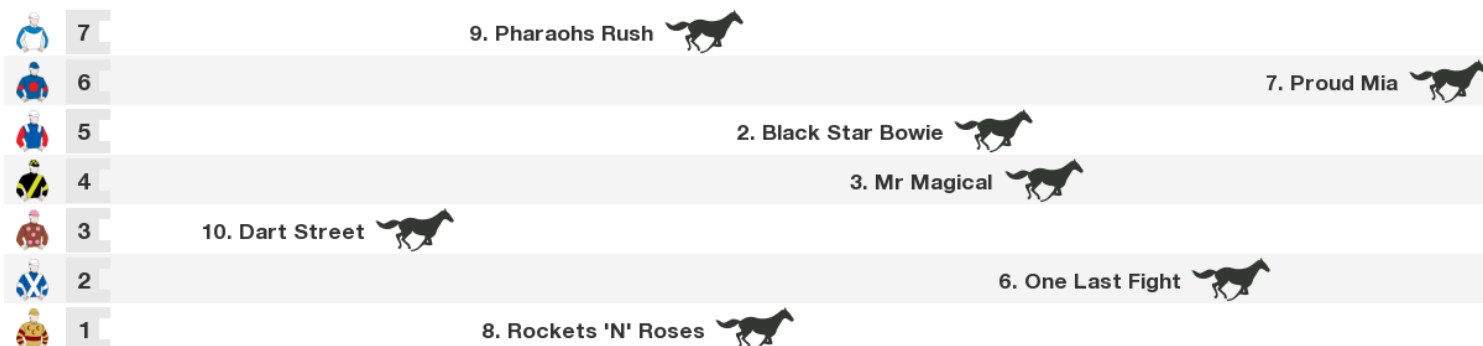 7 9. Pharaohs Rush
6 7. Proud Mia
5 2. Black Star Bowie
4 3. Mr Magical
3 10. Dart Street
2 6. One Last Fight
1 8. Rockets 'N' Roses